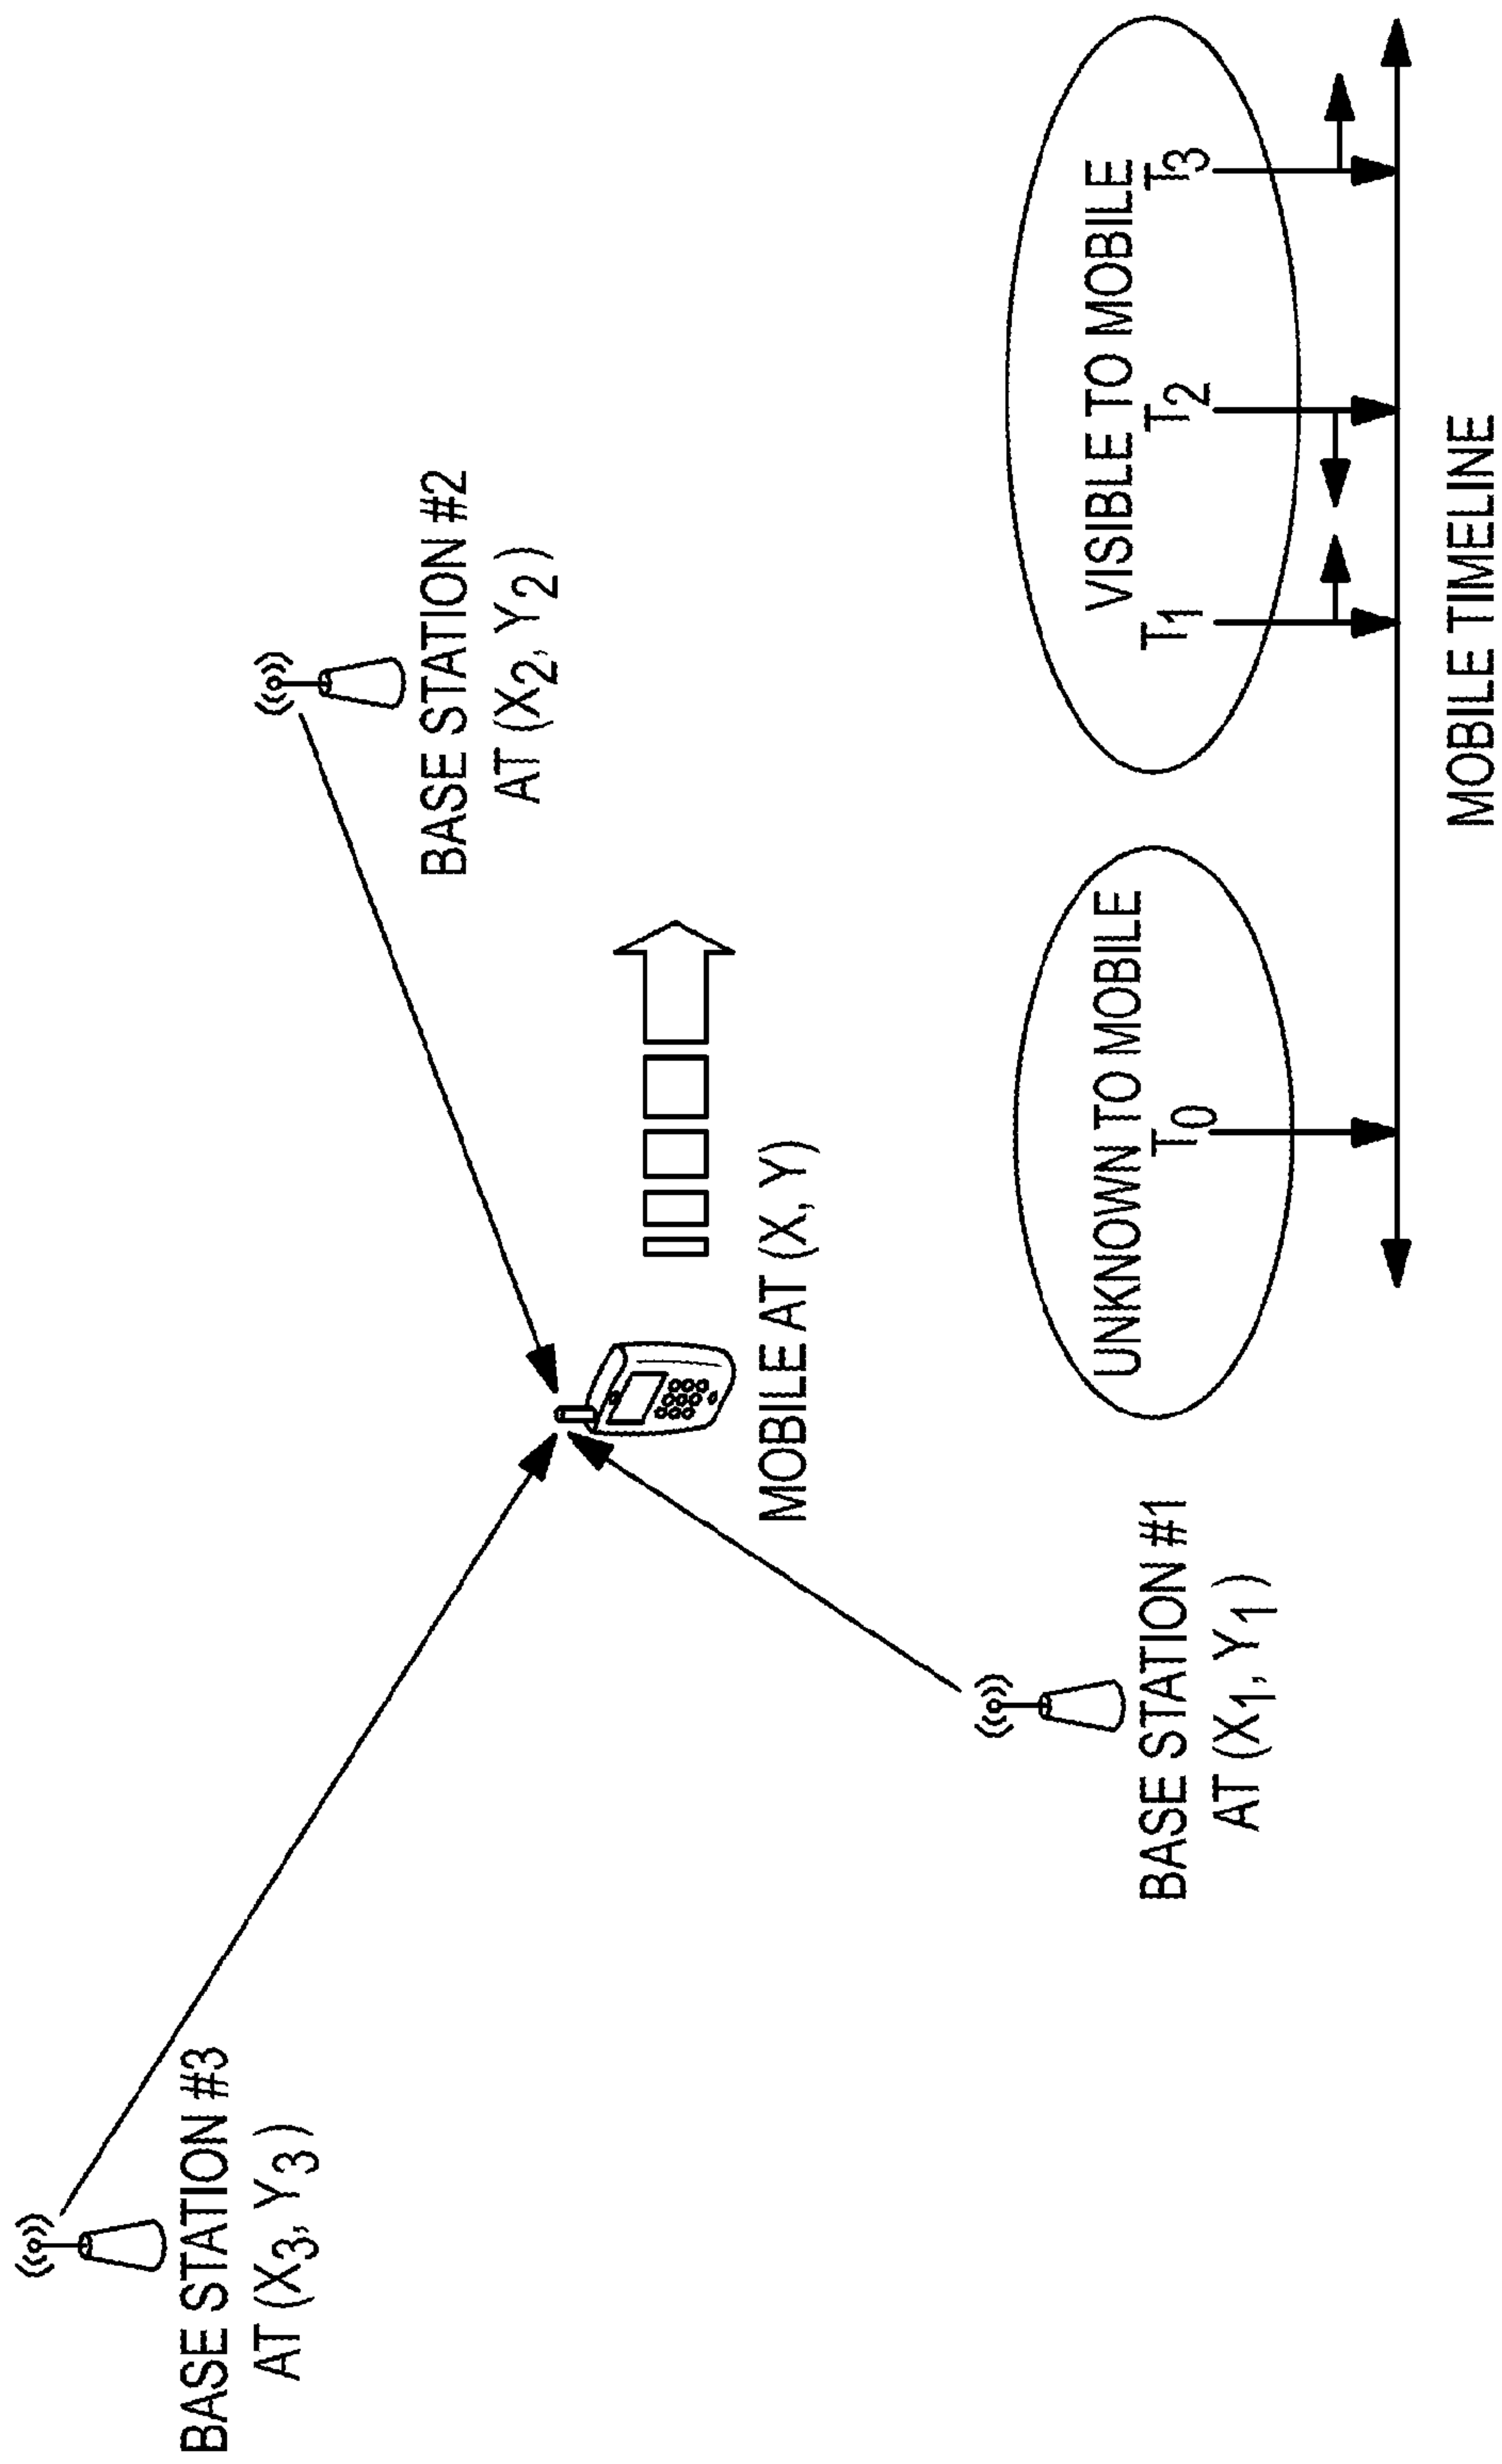 BASE STATION #3
AT (X3, Y3)
BASE STATION #2
AT (X2, Y2)
MOBILE AT (X, Y)
BASE STATION #1
AT (X1, Y1)
UNKNOWN TO MOBILE
T0
VISIBLE TO MOBILE
T1 T2 T3
MOBILE TIMELINE